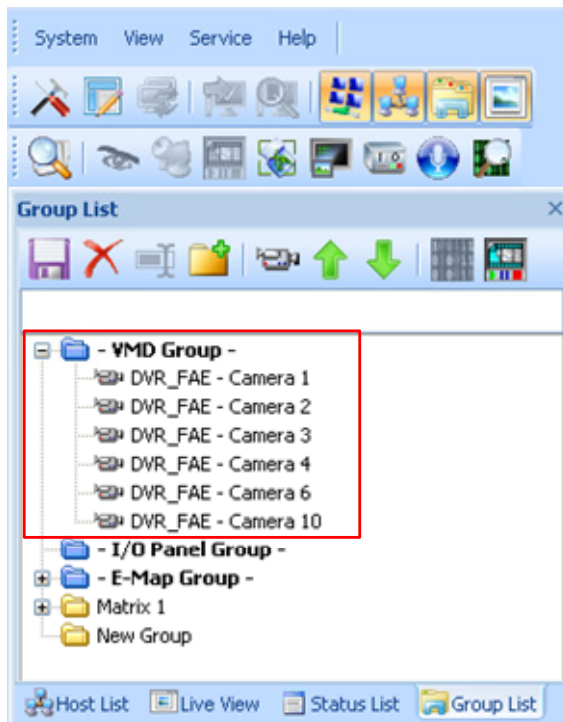 System View Service Help
Group List
- VMD Group -
DVR_FAE - Camera 1
DVR_FAE - Camera 2
DVR_FAE - Camera 3
DVR_FAE - Camera 4
DVR_FAE - Camera 6
DVR_FAE - Camera 10
- I/O Panel Group -
- E-Map Group -
Matrix 1
New Group
Host List Live View Status List Group List